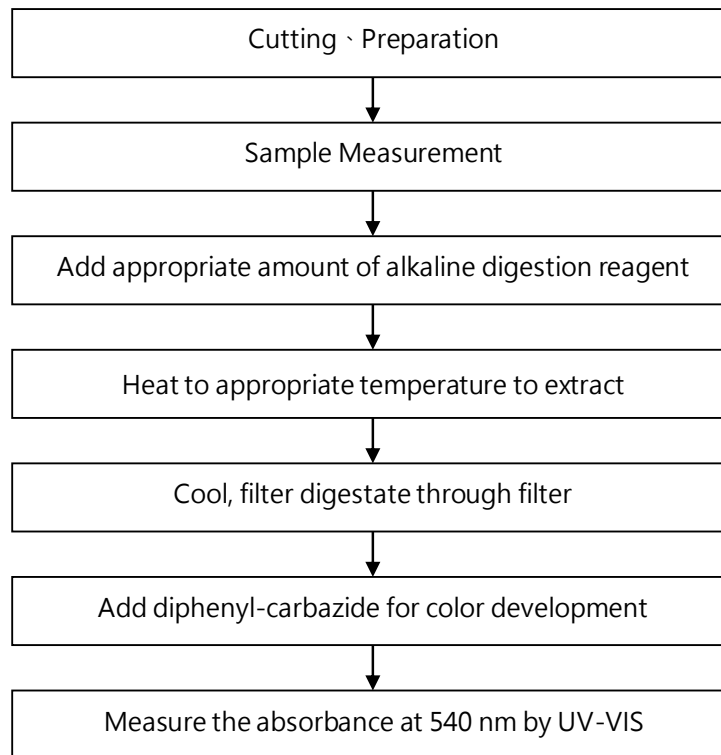 Cutting、Preparation
Sample Measurement
Add appropriate amount of alkaline digestion reagent
Heat to appropriate temperature to extract
Cool, filter digestate through filter
Add diphenyl-carbazide for color development
Measure the absorbance at 540 nm by UV-VIS